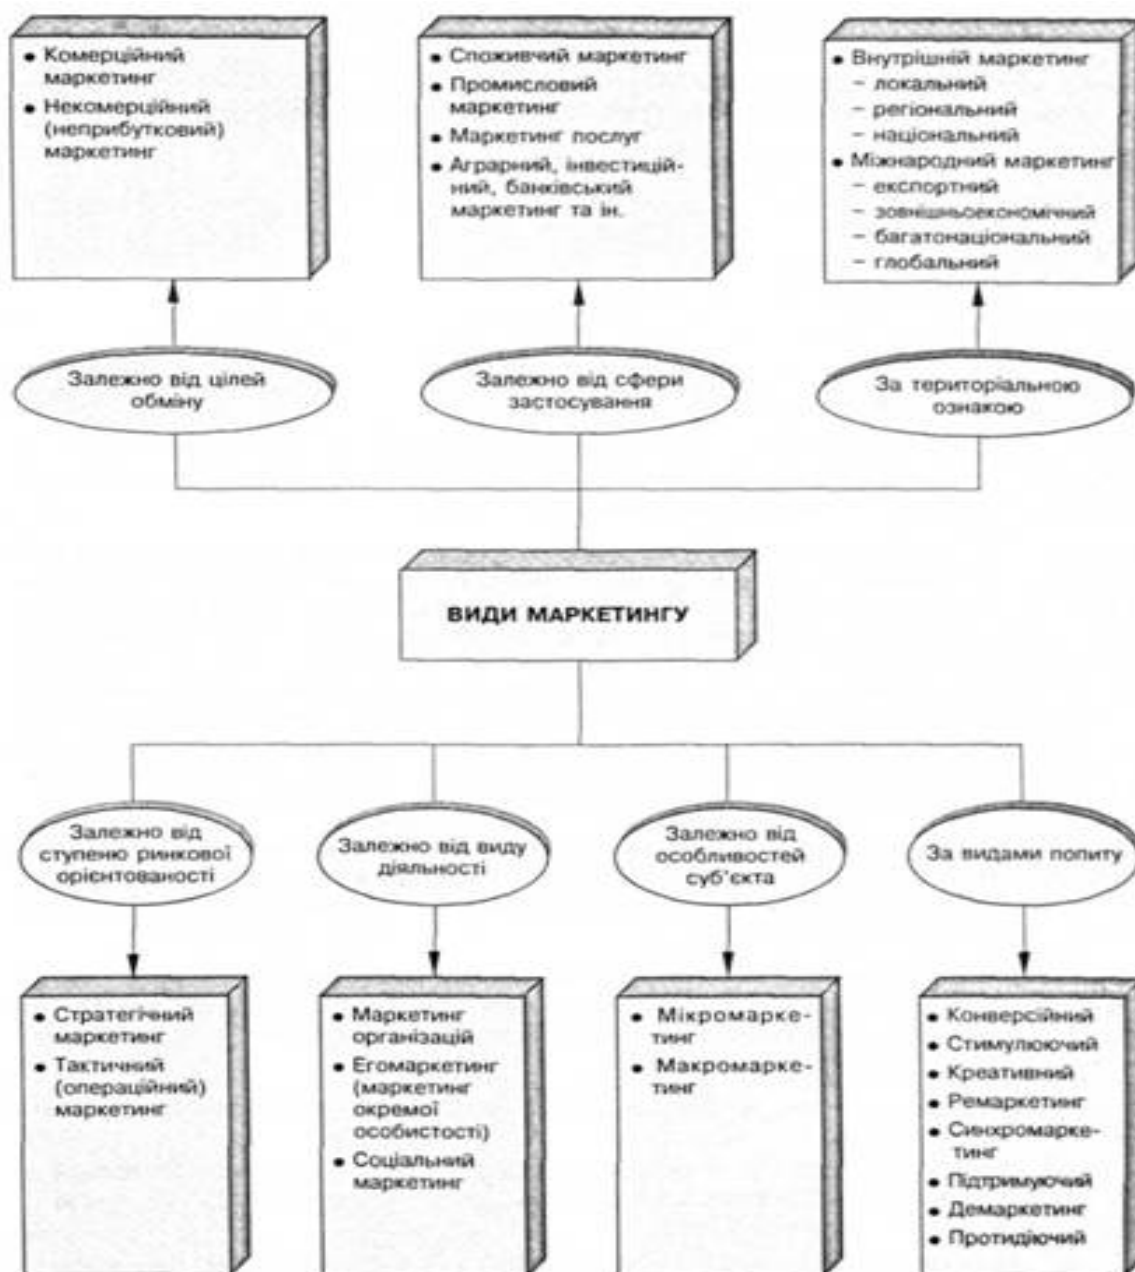 • Комерційний
маркетинг
• Некомерційний
(неприбутковий)
маркетинг
• Споживчий маркетинг
• Промисловий
маркетинг
• Маркетинг послуг
• Аграрний, інвестицій-
ний, банківський
маркетинг та ін.
• Внутрішній маркетинг
– локальний
– регіональний
– національний
• Міжнародний маркетинг
– експортний
– зовнішньоекономічний
– багатонаціональний
– глобальний
Залежно від цілей
обміну
Залежно від сфери
застосування
За територіальною
ознакою
ВИДИ МАРКЕТИНГУ
Залежно від
ступеню ринкової
орієнтованості
Залежно від виду
діяльності
Залежно від
особливостей
суб'єкта
За видами попиту
• Стратегічний
маркетинг
• Тактичний
(операційний)
маркетинг
• Маркетинг
організацій
• Егомаркетинг
(маркетинг
окремої
особистості)
• Соціальний
маркетинг
• Мікромарке-
тинг
• Макромарке-
тинг
• Конверсійний
• Стимулюючий
• Креативний
• Ремаркетинг
• Синхромарке-
тинг
• Підтримуючий
• Демаркетинг
• Протидіючий